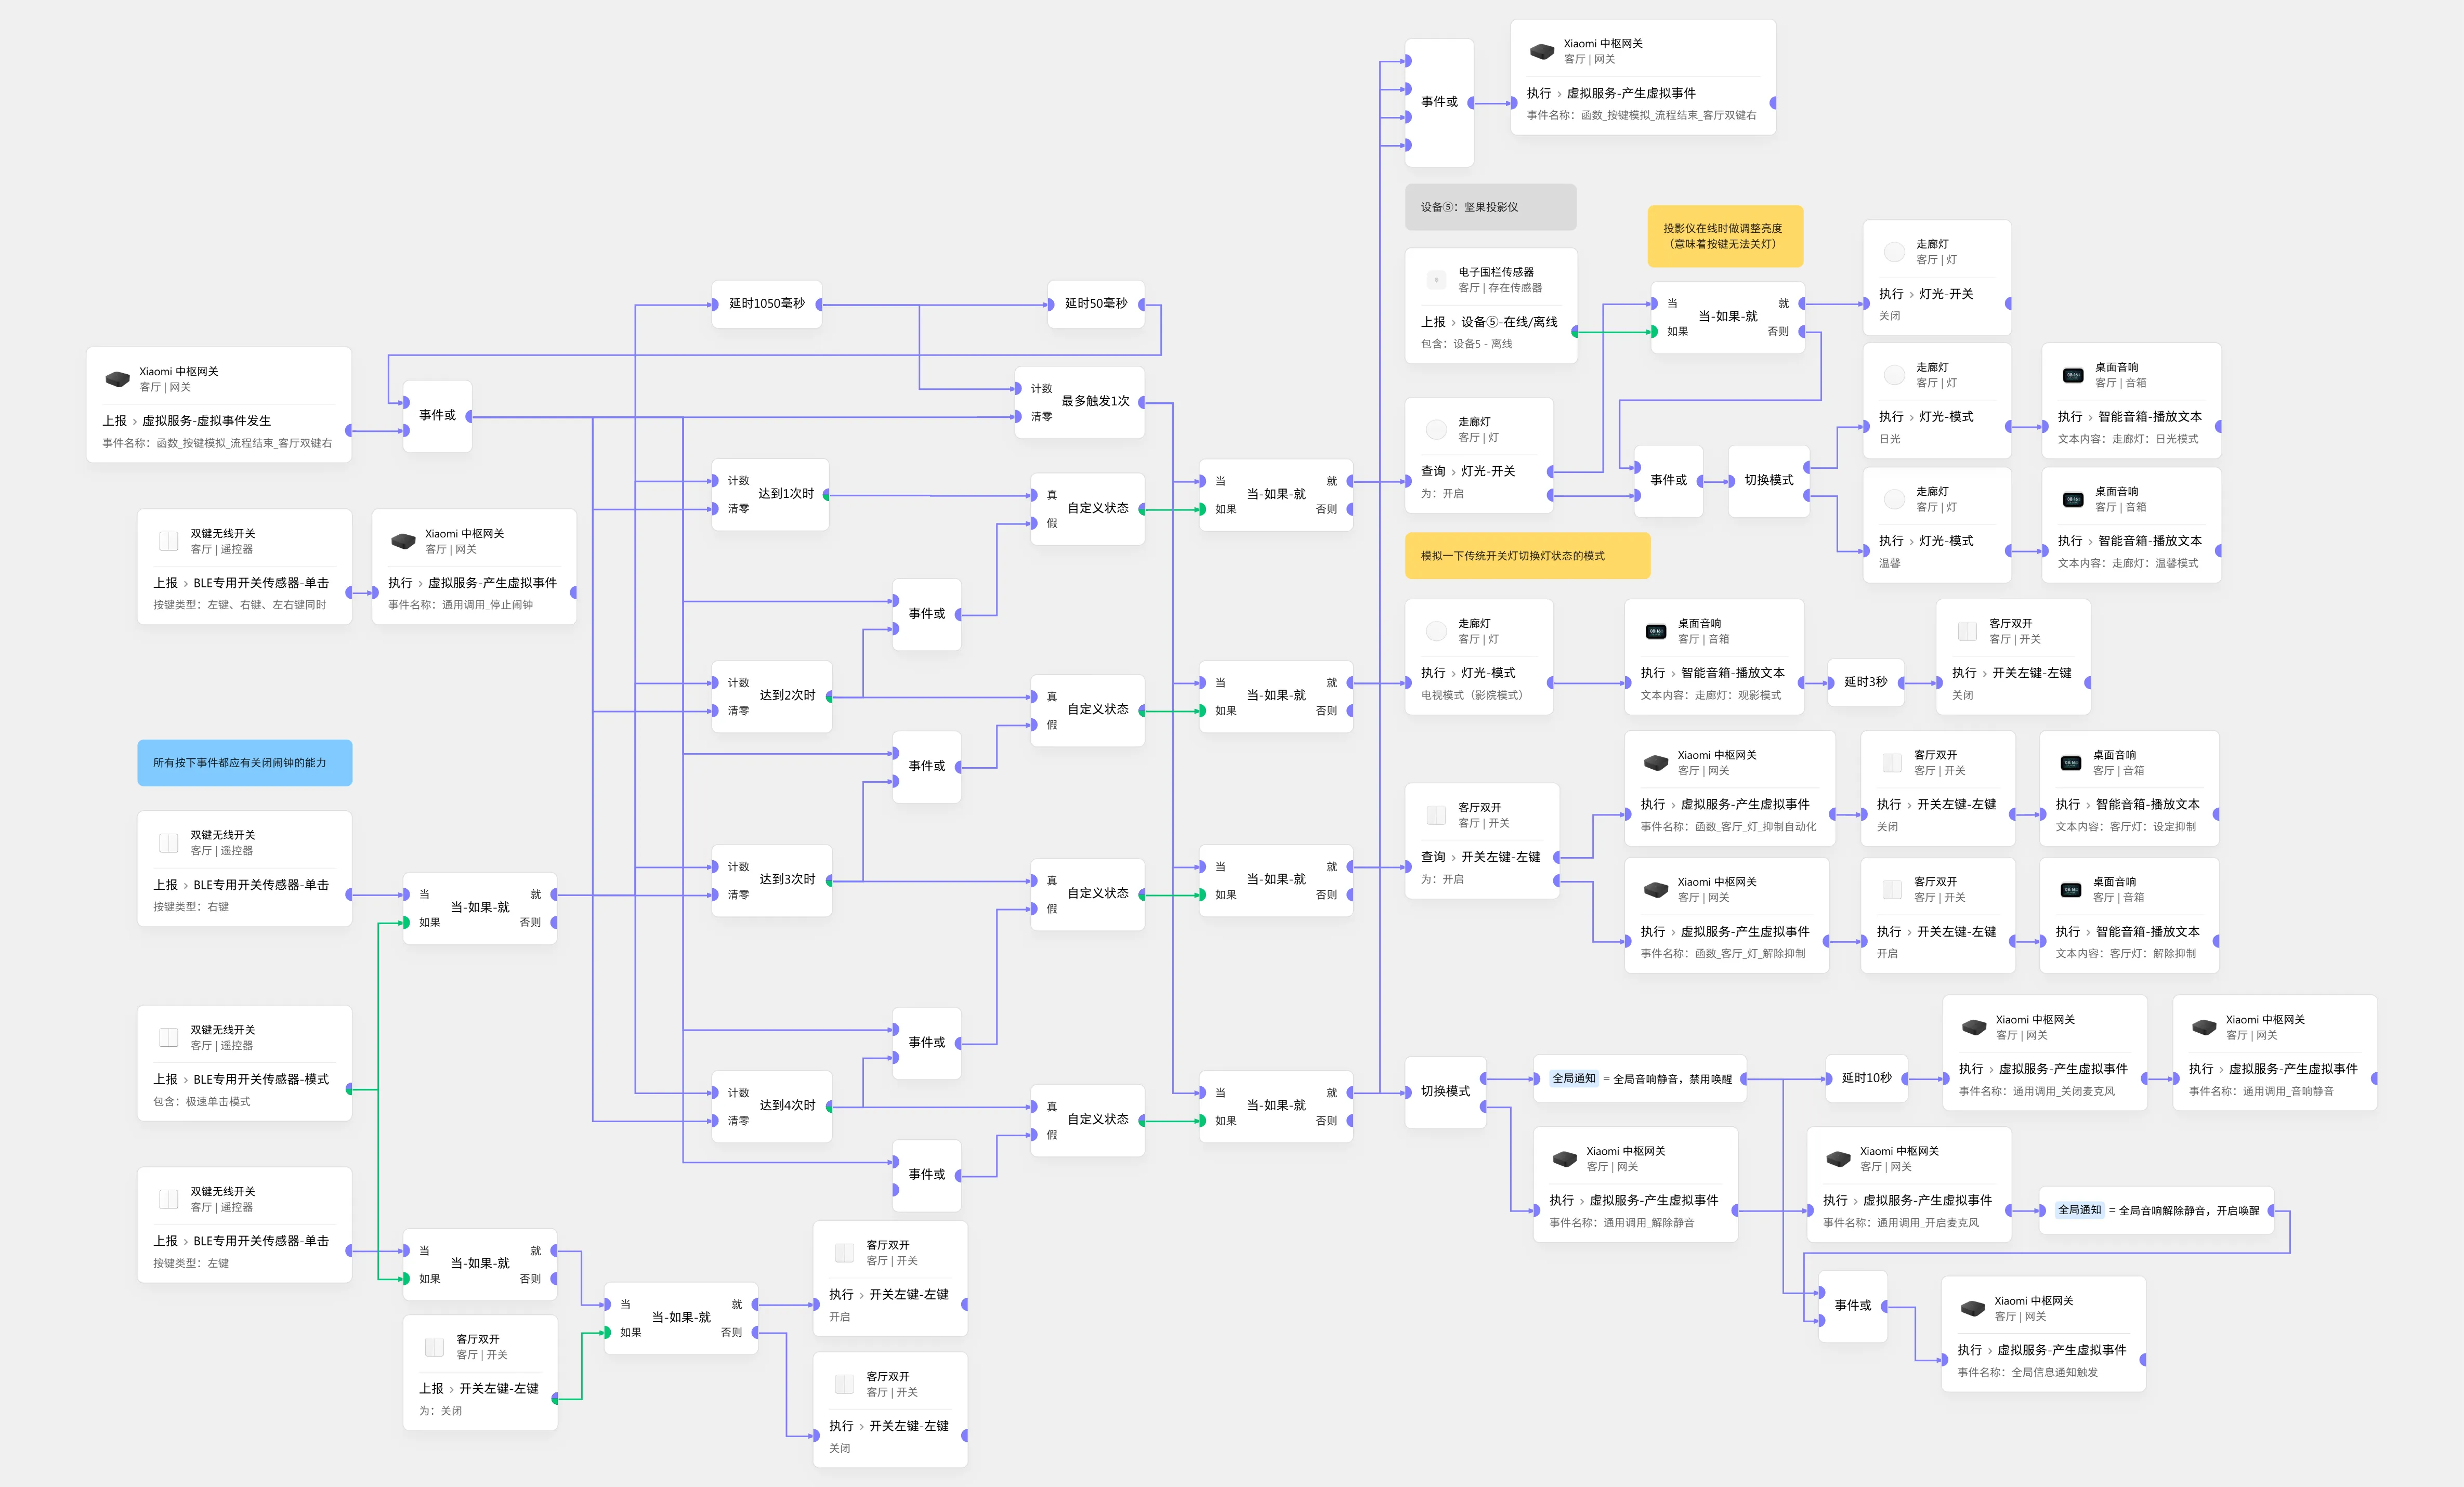 Xiaomi 中枢网关
客厅 | 网关
执行 › 虚拟服务-产生虚拟事件
事件名称：函数_按键模拟_流程结束_客厅双键右
事件或
设备⑤：坚果投影仪
投影仪在线时做调整亮度
（意味着按键无法关灯）
电子围栏传感器
客厅 | 存在传感器
上报 › 设备⑤-在线/离线
包含：设备5 - 离线
当
就
当-如果-就
如果
否则
走廊灯
客厅 | 灯
执行 › 灯光-开关
关闭
延时1050毫秒
延时50毫秒
Xiaomi 中枢网关
客厅 | 网关
上报 › 虚拟服务-虚拟事件发生
事件名称：函数_按键模拟_流程结束_客厅双键右
事件或
计数
最多触发1次
清零
走廊灯
客厅 | 灯
查询 › 灯光-开关
为：开启
事件或
切换模式
走廊灯
客厅 | 灯
执行 › 灯光-模式
日光
桌面音响
客厅 | 音箱
执行 › 智能音箱-播放文本
文本内容：走廊灯：日光模式
走廊灯
客厅 | 灯
执行 › 灯光-模式
温馨
桌面音响
客厅 | 音箱
执行 › 智能音箱-播放文本
文本内容：走廊灯：温馨模式
计数
达到1次时
清零
真
自定义状态
假
当
就
当-如果-就
如果
否则
双键无线开关
客厅 | 遥控器
上报 › BLE专用开关传感器-单击
按键类型：左键、右键、左右键同时
Xiaomi 中枢网关
客厅 | 网关
执行 › 虚拟服务-产生虚拟事件
事件名称：通用调用_停止闹钟
模拟一下传统开关灯切换灯状态的模式
事件或
计数
达到2次时
清零
真
自定义状态
假
当
就
当-如果-就
如果
否则
走廊灯
客厅 | 灯
执行 › 灯光-模式
电视模式（影院模式）
桌面音响
客厅 | 音箱
执行 › 智能音箱-播放文本
文本内容：走廊灯：观影模式
延时3秒
客厅双开
客厅 | 开关
执行 › 开关左键-左键
关闭
所有按下事件都应有关闭闹钟的能力
事件或
双键无线开关
客厅 | 遥控器
上报 › BLE专用开关传感器-单击
按键类型：右键
当
就
当-如果-就
如果
否则
计数
达到3次时
清零
真
自定义状态
假
当
就
当-如果-就
如果
否则
客厅双开
客厅 | 开关
查询 › 开关左键-左键
为：开启
Xiaomi 中枢网关
客厅 | 网关
执行 › 虚拟服务-产生虚拟事件
事件名称：函数_客厅_灯_抑制自动化
客厅双开
客厅 | 开关
执行 › 开关左键-左键
关闭
桌面音响
客厅 | 音箱
执行 › 智能音箱-播放文本
文本内容：客厅灯：设定抑制
Xiaomi 中枢网关
客厅 | 网关
执行 › 虚拟服务-产生虚拟事件
事件名称：函数_客厅_灯_解除抑制
客厅双开
客厅 | 开关
执行 › 开关左键-左键
开启
桌面音响
客厅 | 音箱
执行 › 智能音箱-播放文本
文本内容：客厅灯：解除抑制
双键无线开关
客厅 | 遥控器
上报 › BLE专用开关传感器-模式
包含：极速单击模式
事件或
计数
达到4次时
清零
真
自定义状态
假
当
就
当-如果-就
如果
否则
切换模式
全局通知 = 全局音响静音，禁用唤醒
延时10秒
Xiaomi 中枢网关
客厅 | 网关
执行 › 虚拟服务-产生虚拟事件
事件名称：通用调用_关闭麦克风
Xiaomi 中枢网关
客厅 | 网关
执行 › 虚拟服务-产生虚拟事件
事件名称：通用调用_音响静音
事件或
Xiaomi 中枢网关
客厅 | 网关
执行 › 虚拟服务-产生虚拟事件
事件名称：通用调用_解除静音
Xiaomi 中枢网关
客厅 | 网关
执行 › 虚拟服务-产生虚拟事件
事件名称：通用调用_开启麦克风
全局通知 = 全局音响解除静音，开启唤醒
双键无线开关
客厅 | 遥控器
上报 › BLE专用开关传感器-单击
按键类型：左键
当
就
当-如果-就
如果
否则
客厅双开
客厅 | 开关
上报 › 开关左键-左键
为：关闭
当
就
当-如果-就
如果
否则
客厅双开
客厅 | 开关
执行 › 开关左键-左键
开启
客厅双开
客厅 | 开关
执行 › 开关左键-左键
关闭
事件或
Xiaomi 中枢网关
客厅 | 网关
执行 › 虚拟服务-产生虚拟事件
事件名称：全局信息通知触发